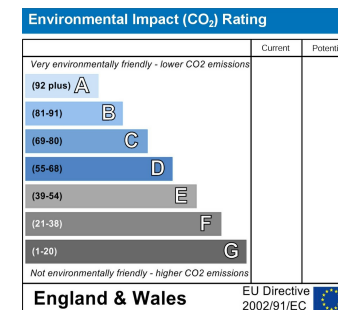 Environmental Impact (CO₂) Rating
Current Potenti
Very environmentally friendly - lower CO2 emissions
(92 plus) A
(81-91) B
(69-80) C
(55-68) D
(39-54) E
(21-38) F
(1-20) G
Not environmentally friendly - higher CO2 emissions
England & Wales
EU Directive
2002/91/EC